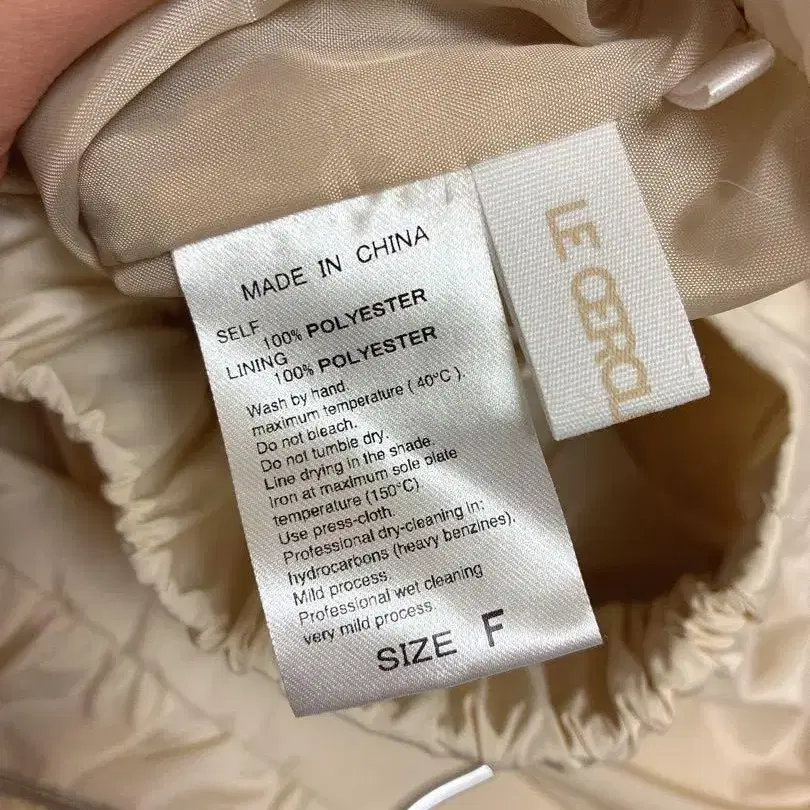 MADE IN CHINA
SELF 100% POLYESTER
LINING 100% POLYESTER
Wash by hand
maximum temperature ( 40°C ).
Do not bleach.
Do not tumble dry.
Line drying in the shade.
Iron at maximum sole plate
temperature (150°C)
Use press-cloth.
Professional dry-cleaning in:
hydrocarbons (heavy benzines).
Mild process.
Professional wet cleaning
very mild process.
SIZE F
LE